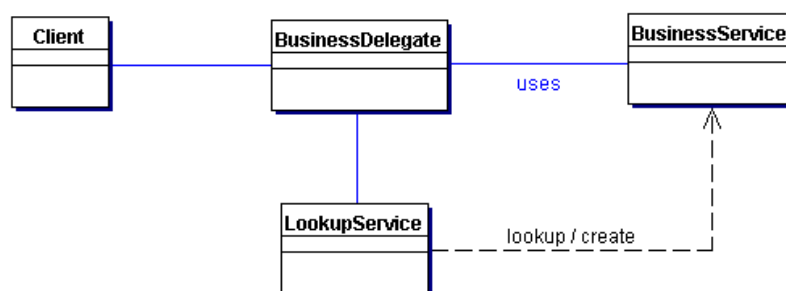 Client
BusinessDelegate
BusinessService
uses
LookupService
lookup / create